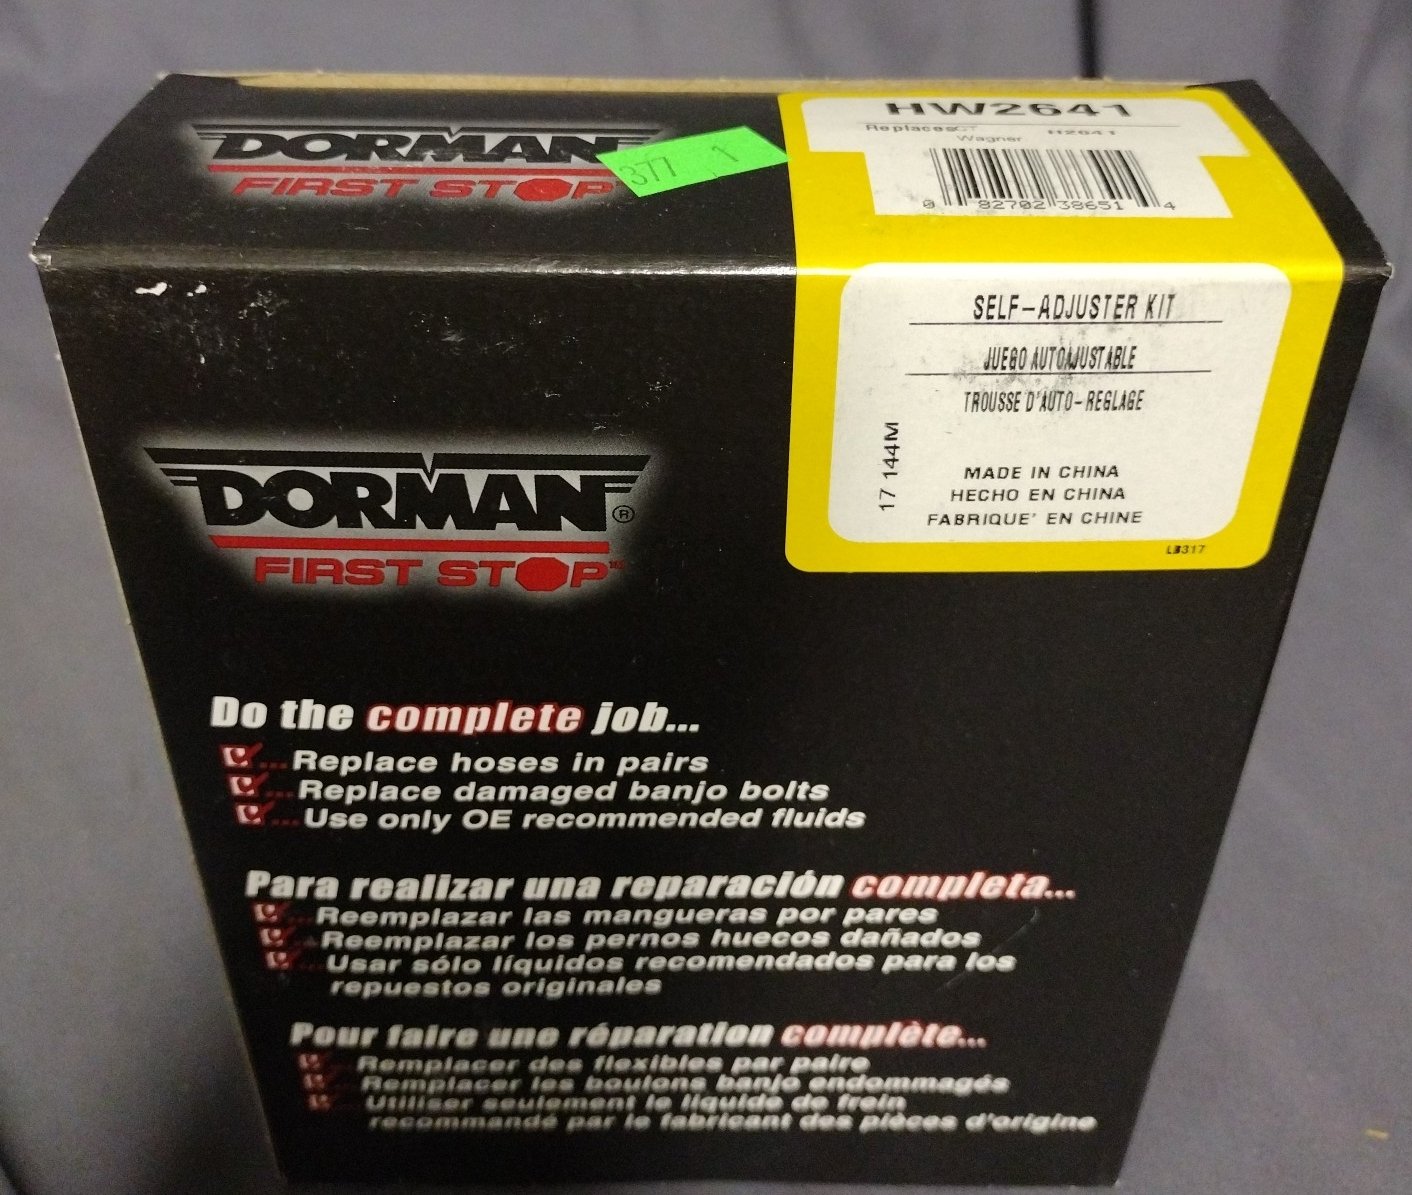 DORMAN
FIRST STOP™
377 1
HW2641
Replaces
Wagner H2641
0 82702 38651 4
SELF-ADJUSTER KIT
JUEGO AUTOAJUSTABLE
TROUSSE D'AUTO-REGLAGE
17 144M
MADE IN CHINA
HECHO EN CHINA
FABRIQUE' EN CHINE
DORMAN®
FIRST STOP™
Do the complete job...
...Replace hoses in pairs
...Replace damaged banjo bolts
...Use only OE recommended fluids
Para realizar una reparación completa...
...Reemplazar las mangueras por pares
...Reemplazar los pernos huecos dañados
...Usar sólo líquidos recomendados para los
repuestos originales
Pour faire une réparation complète...
...Remplacer des flexibles par paire
...Remplacer les boulons banjo endommagés
...Utiliser seulement le liquide de frein
recommandé par le fabricant des pièces d'origine